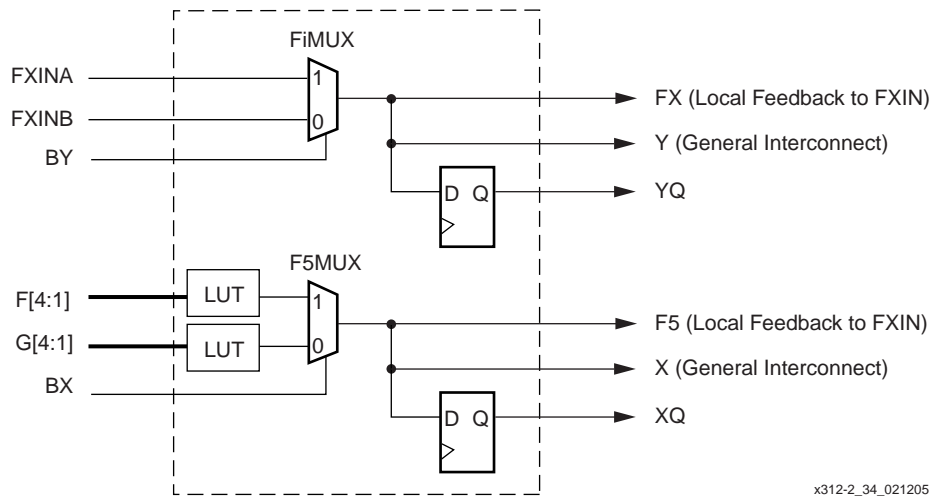 FiMUX
FXINA
1
FX (Local Feedback to FXIN)
FXINB
0
Y (General Interconnect)
BY
D Q
YQ
F5MUX
LUT
1
F[4:1]
F5 (Local Feedback to FXIN)
G[4:1]
LUT
0
X (General Interconnect)
BX
D Q
XQ
x312-2_34_021205